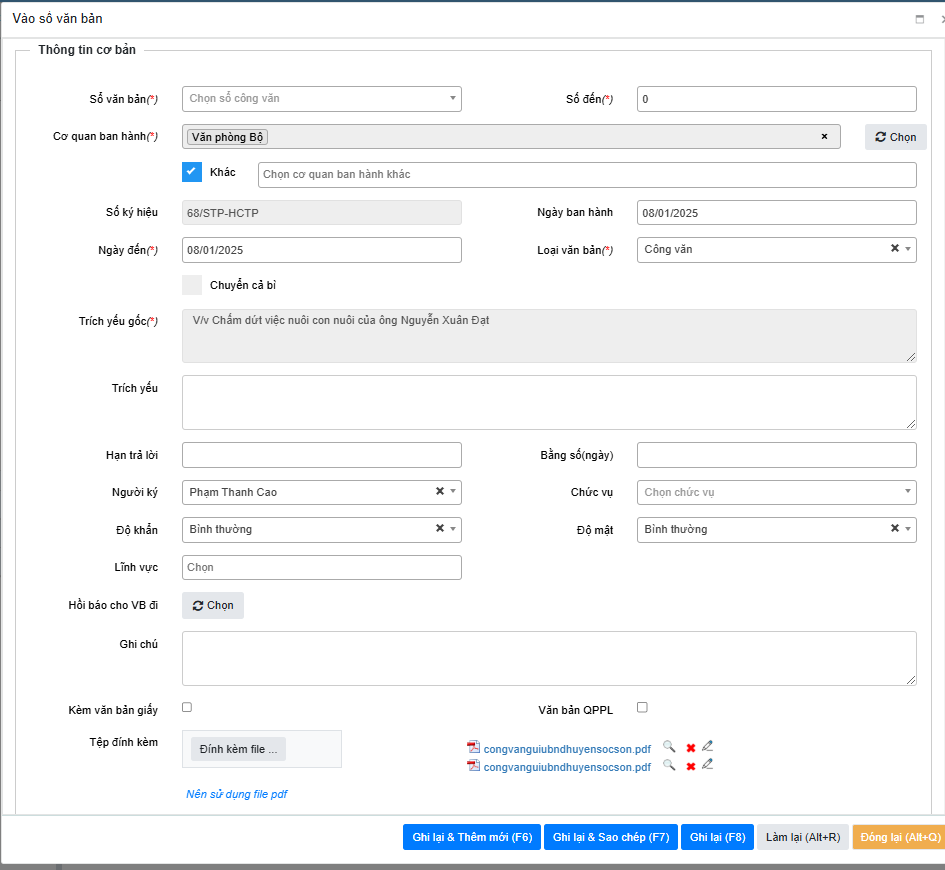 Vào sổ văn bản
Thông tin cơ bản
Sổ văn bản(*) Chọn sổ công văn Số đến(*) 0
Cơ quan ban hành(*) Văn phòng Bộ × Chọn
Khác Chọn cơ quan ban hành khác
Số ký hiệu 68/STP-HCTP Ngày ban hành 08/01/2025
Ngày đến(*) 08/01/2025 Loại văn bản(*) Công văn ×
Chuyển cả bì
Trích yếu gốc(*) V/v Chấm dứt việc nuôi con nuôi của ông Nguyễn Xuân Đạt
Trích yếu
Hạn trả lời Bằng số(ngày)
Người ký Phạm Thanh Cao × Chức vụ Chọn chức vụ
Độ khẩn Bình thường × Độ mật Bình thường ×
Lĩnh vực Chọn
Hồi báo cho VB đi Chọn
Ghi chú
Kèm văn bản giấy Văn bản QPPL
Tệp đính kèm Đính kèm file ... congvanguiubndhuyensocson.pdf
congvanguiubndhuyensocson.pdf
Nên sử dụng file pdf
Ghi lại & Thêm mới (F6) Ghi lại & Sao chép (F7) Ghi lại (F8) Làm lại (Alt+R) Đóng lại (Alt+Q)